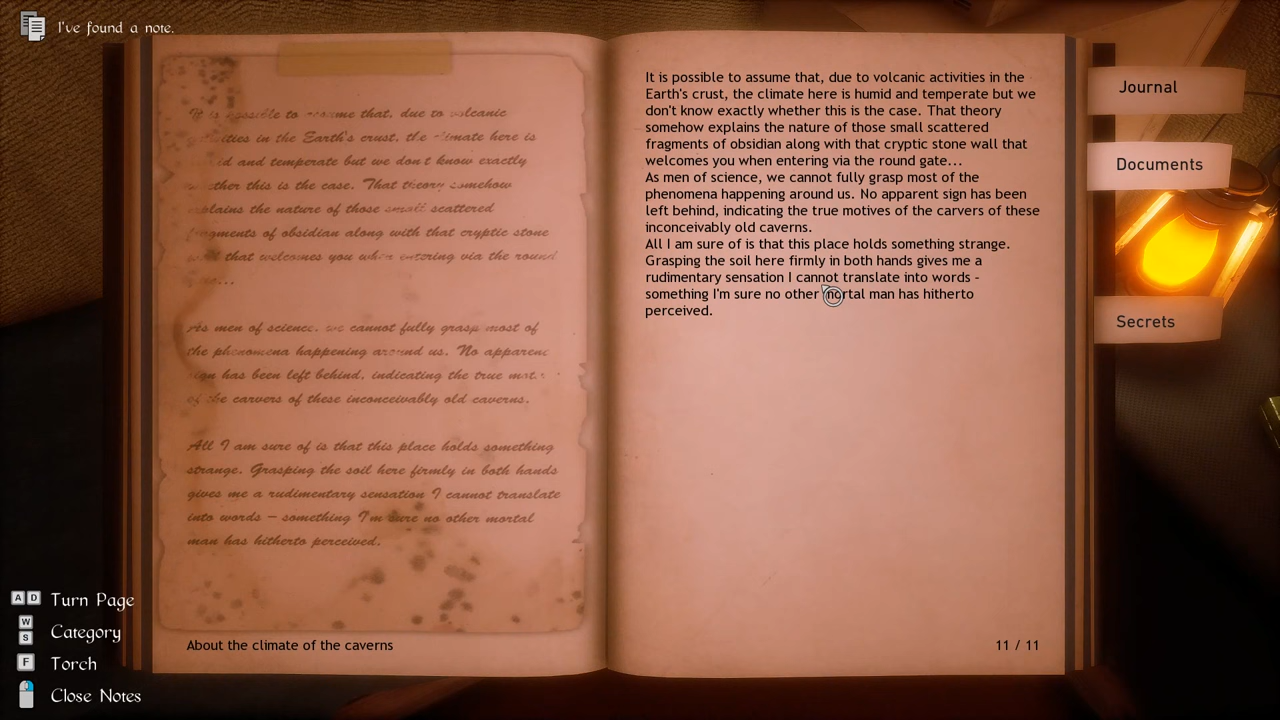 I've found a note.
It is possible to assume that, due to volcanic
activities in the Earth's crust, the climate here is
humid and temperate but we don't know exactly
whether this is the case. That theory somehow
explains the nature of those small scattered
fragments of obsidian along with that cryptic stone
wall that welcomes you when entering via the round
gate...
As men of science, we cannot fully grasp most of
the phenomena happening around us. No apparent
sign has been left behind, indicating the true
of the carvers of these inconceivably old caverns.
All I am sure of is that this place holds something
strange. Grasping the soil here firmly in both hands
gives me a rudimentary sensation I cannot translate
into words – something I'm sure no other mortal
man has hitherto perceived.
About the climate of the caverns
It is possible to assume that, due to volcanic activities in the
Earth's crust, the climate here is humid and temperate but we
don't know exactly whether this is the case. That theory
somehow explains the nature of those small scattered
fragments of obsidian along with that cryptic stone wall that
welcomes you when entering via the round gate...
As men of science, we cannot fully grasp most of the
phenomena happening around us. No apparent sign has been
left behind, indicating the true motives of the carvers of these
inconceivably old caverns.
All I am sure of is that this place holds something strange.
Grasping the soil here firmly in both hands gives me a
rudimentary sensation I cannot translate into words -
something I'm sure no other mortal man has hitherto
perceived.
11 / 11
Journal
Documents
Secrets
A D Turn Page
W S Category
F Torch
Close Notes